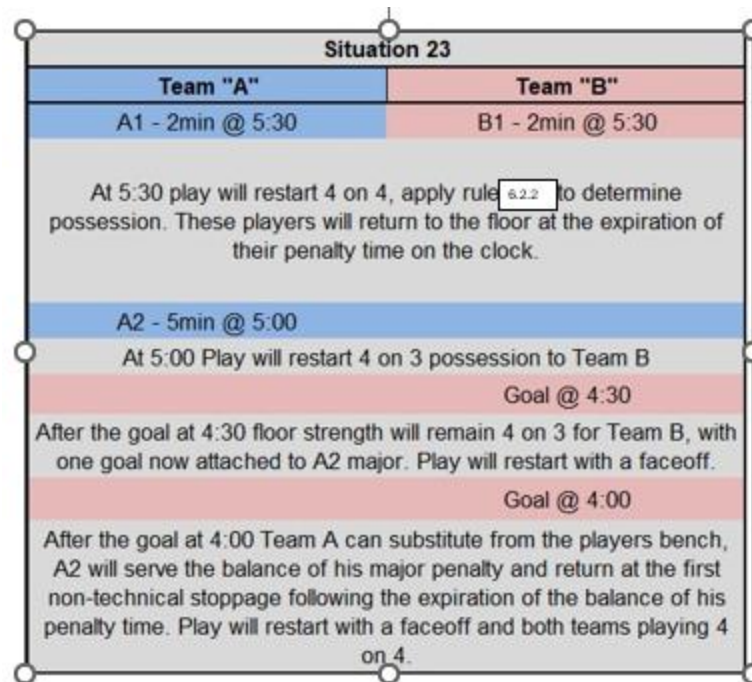 Situation 23
Team "A" Team "B"
A1 - 2min @ 5:30 B1 - 2min @ 5:30
At 5:30 play will restart 4 on 4, apply rule 6.2.2 to determine
possession. These players will return to the floor at the expiration of
their penalty time on the clock.
A2 - 5min @ 5:00
At 5:00 Play will restart 4 on 3 possession to Team B
Goal @ 4:30
After the goal at 4:30 floor strength will remain 4 on 3 for Team B, with
one goal now attached to A2 major. Play will restart with a faceoff.
Goal @ 4:00
After the goal at 4:00 Team A can substitute from the players bench,
A2 will serve the balance of his major penalty and return at the first
non-technical stoppage following the expiration of the balance of his
penalty time. Play will restart with a faceoff and both teams playing 4
on 4.